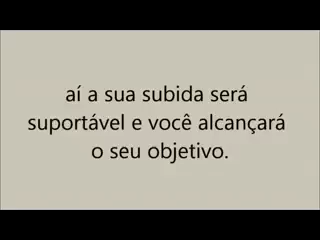 aí a sua subida será
suportável e você alcançará
o seu objetivo.